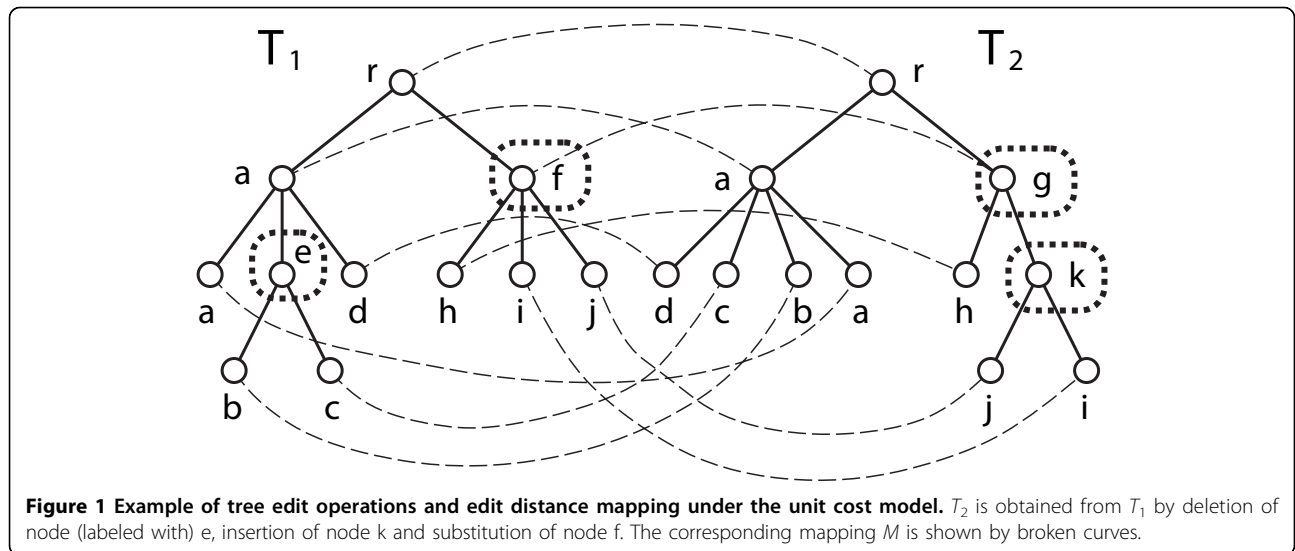 T1 T2
r r
a f a g
e k
a d h i j d c b a h
b c j i
Figure 1 Example of tree edit operations and edit distance mapping under the unit cost model. T2 is obtained from T1 by deletion of
node (labeled with) e, insertion of node k and substitution of node f. The corresponding mapping M is shown by broken curves.